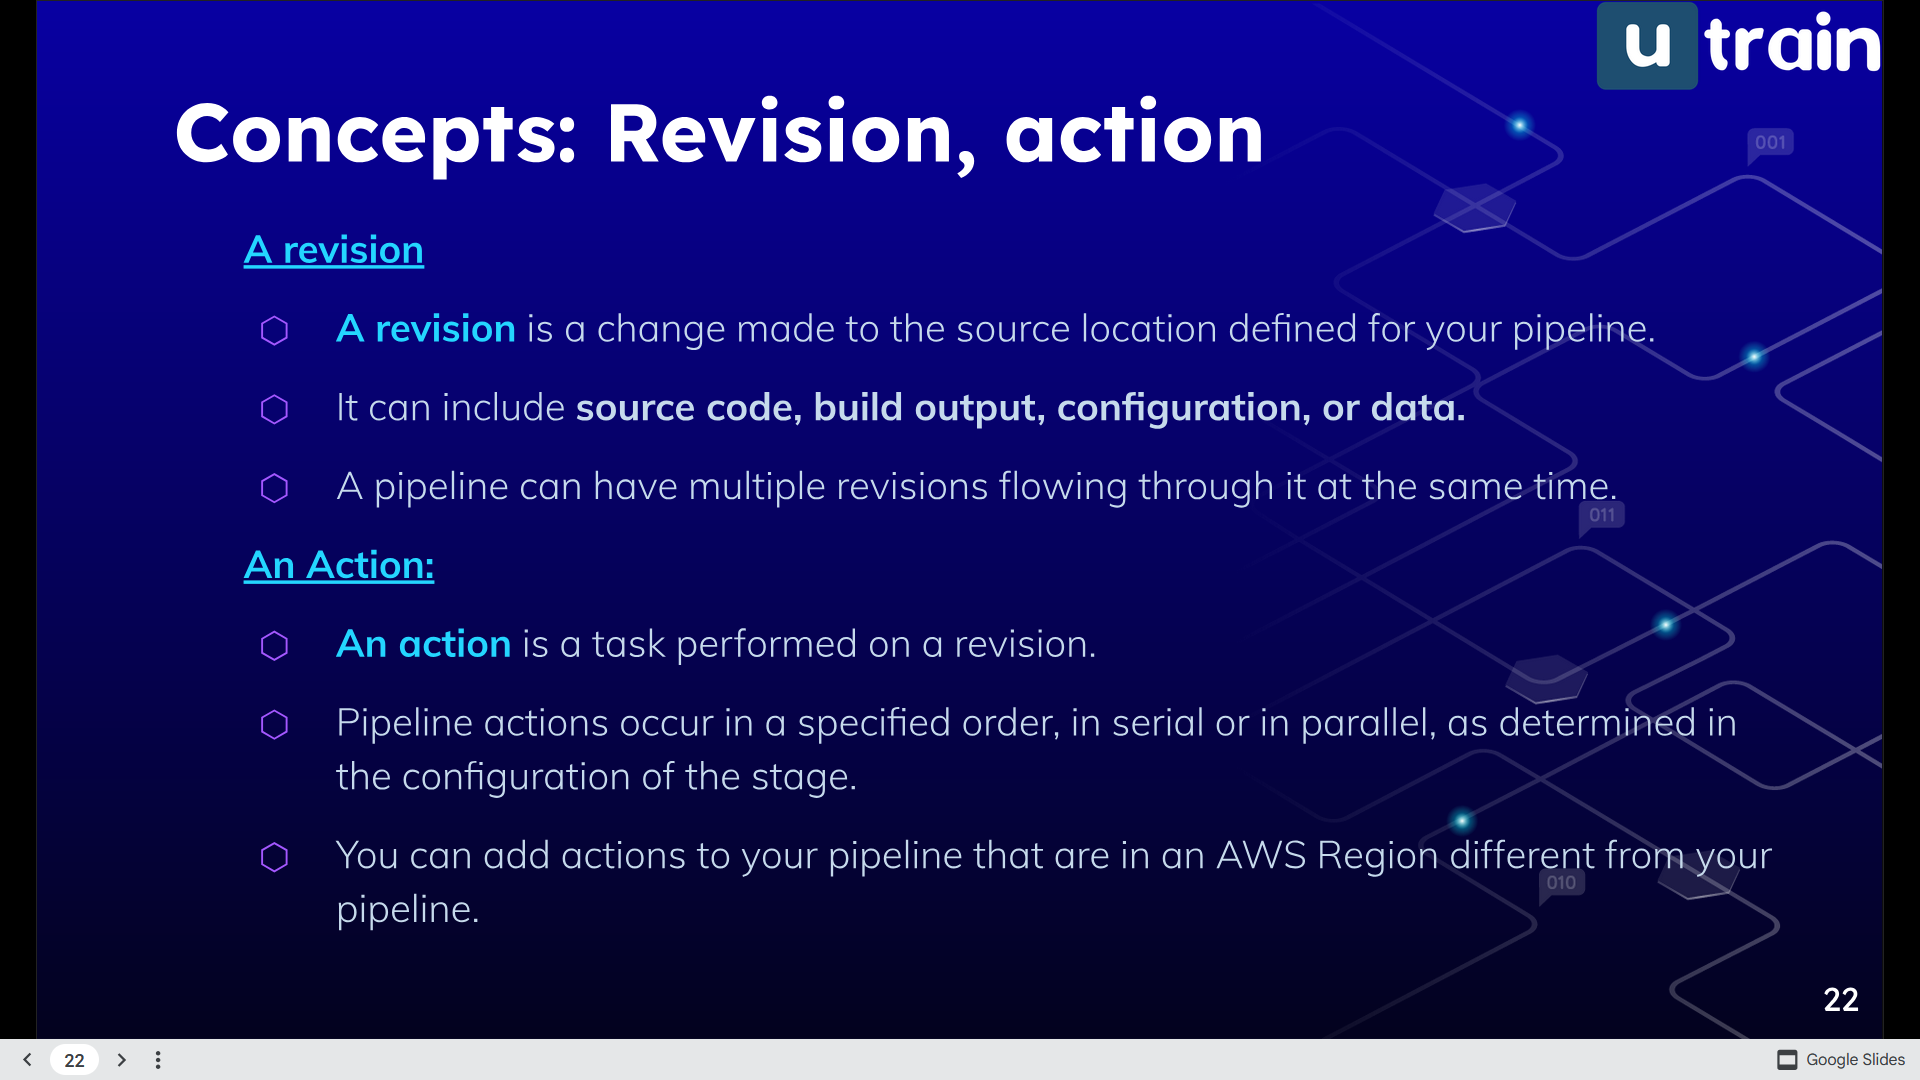 u train
Concepts: Revision, action
001
A revision
A revision is a change made to the source location defined for your pipeline.
It can include source code, build output, configuration, or data.
A pipeline can have multiple revisions flowing through it at the same time.
011
An Action:
An action is a task performed on a revision.
Pipeline actions occur in a specified order, in serial or in parallel, as determined in
the configuration of the stage.
You can add actions to your pipeline that are in an AWS Region different from your
010
pipeline.
22
22
Google Slides